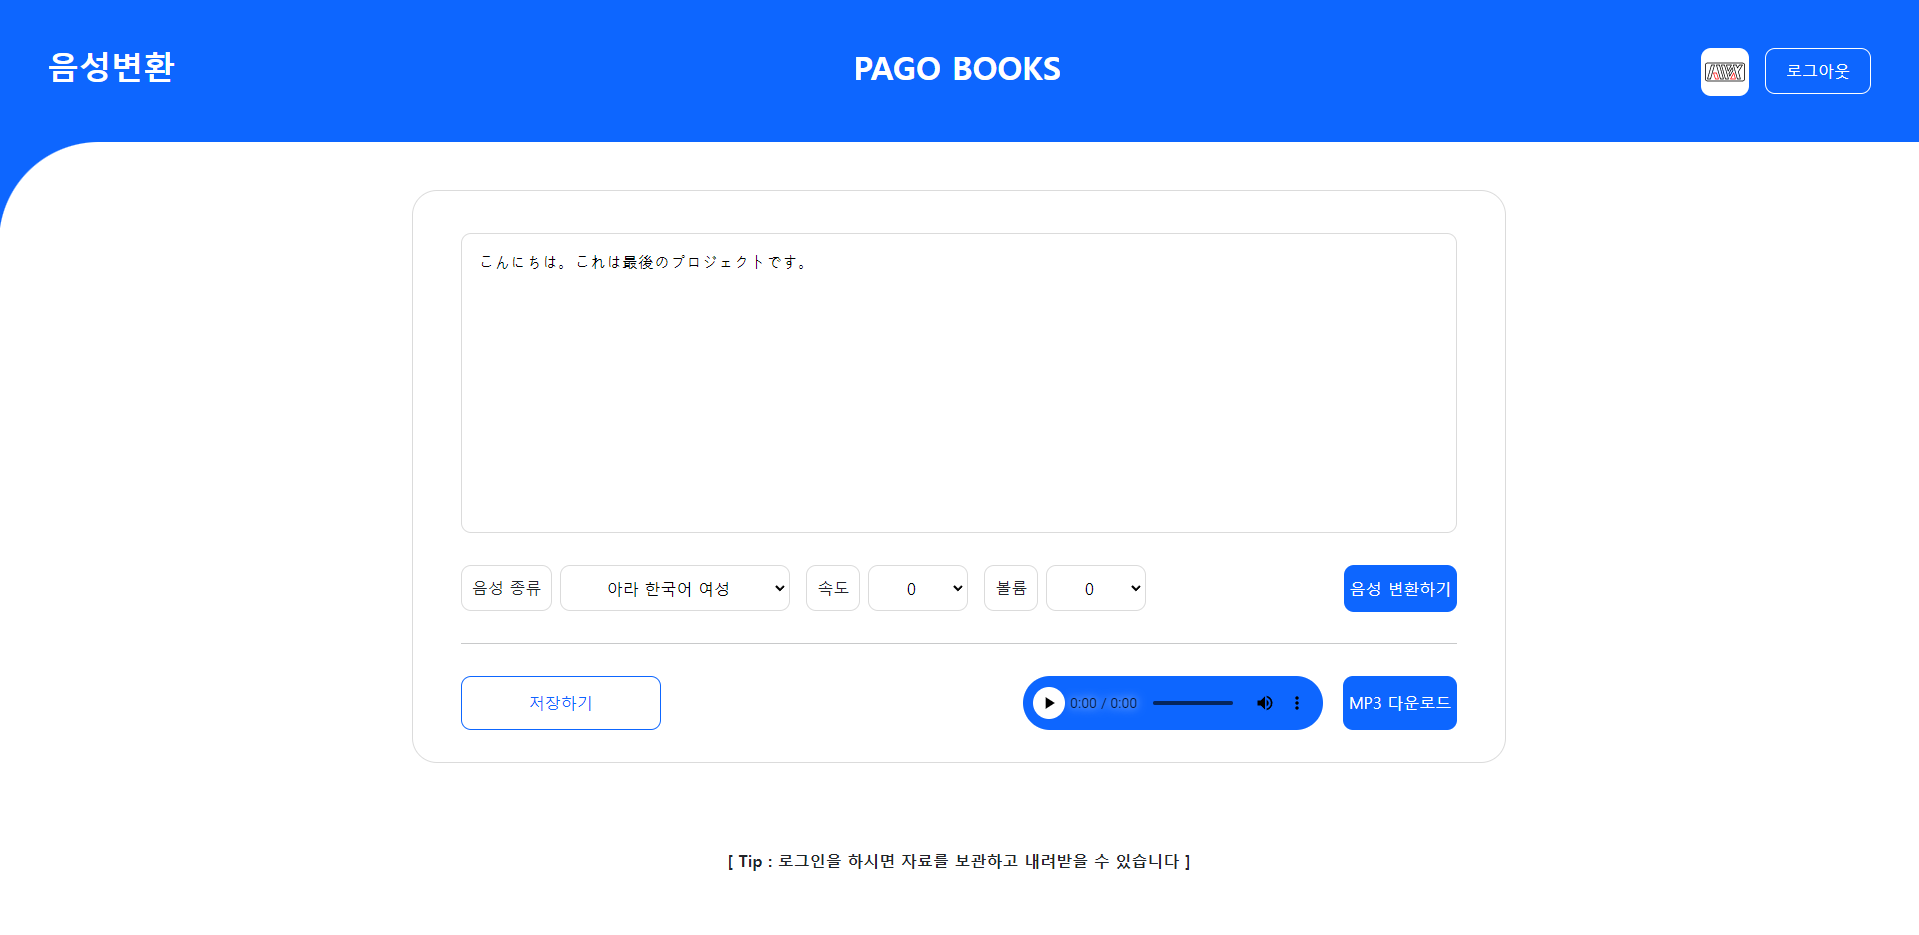 음성변환
PAGO BOOKS
로그아웃
こんにちは。これは最後のプロジェクトです。
음성 종류
아라 한국어 여성
속도
0
볼륨
0
음성 변환하기
저장하기
0:00 / 0:00
MP3 다운로드
[ Tip : 로그인을 하시면 자료를 보관하고 내려받을 수 있습니다 ]